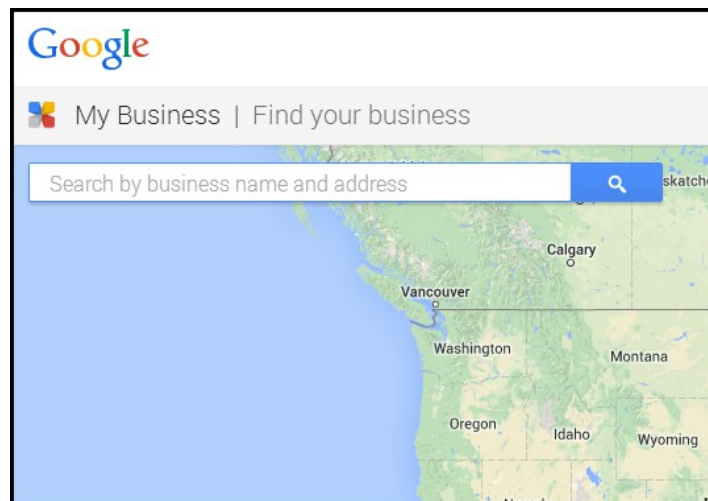 Google
My Business | Find your business
Search by business name and address
Calgary
Vancouver
Washington
Montana
Oregon
Idaho
Wyoming